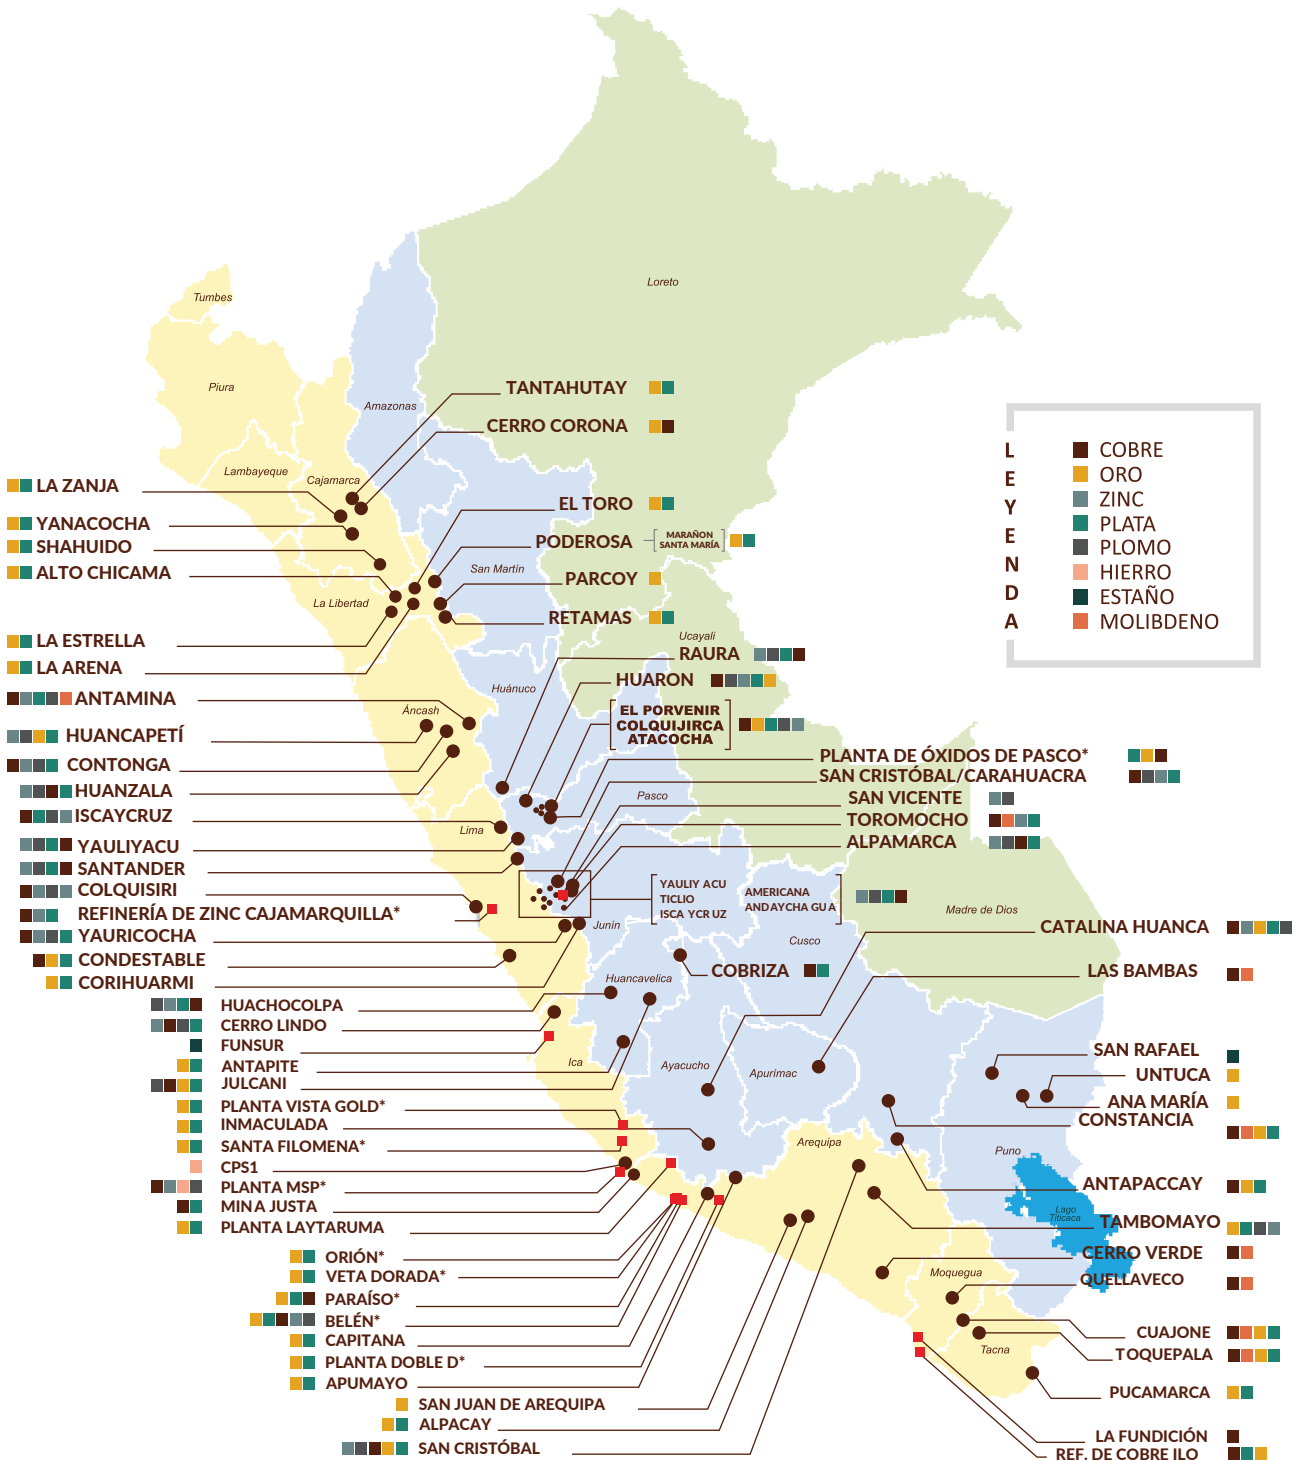 Loreto
Tumbes
Piura
Amazonas
TANTAHUTAY
CERRO CORONA
Lambayeque
Cajamarca
LA ZANJA
YANACOCHA
SHAHUIDO
ALTO CHICAMA
LA ESTRELLA
LA ARENA
EL TORO
PODEROSA
MARAÑON
SANTA MARÍA
San Martín
PARCOY
La Libertad
RETAMAS
Ucayali
RAURA
HUARON
Huánuco
EL PORVENIR
COLQUIJIRCA
ATACOCHA
Áncash
ANTAMINA
HUANCAPETÍ
CONTONGA
HUANZALA
ISCAYCRUZ
YAULIYACU
SANTANDER
COLQUISIRI
REFINERÍA DE ZINC CAJAMARQUILLA*
YAURICOCHA
CONDESTABLE
CORIHUARMI
LEYENDA
COBRE
ORO
ZINC
PLATA
PLOMO
HIERRO
ESTAÑO
MOLIBDENO
PLANTA DE ÓXIDOS DE PASCO*
SAN CRISTÓBAL/CARAHUACRA
SAN VICENTE
TOROMOCHO
ALPAMARCA
Pasco
Lima
YAULIY ACU
TICLIO
ISCA YCR UZ
AMERICANA
ANDAYCHA GUA
Junín
Madre de Dios
CATALINA HUANCA
Cusco
COBRIZA
LAS BAMBAS
Huancavelica
HUACHOCOLPA
CERRO LINDO
FUNSUR
ANTAPITE
JULCANI
PLANTA VISTA GOLD*
INMACULADA
SANTA FILOMENA*
CPS1
PLANTA MSP*
MINA JUSTA
PLANTA LAYTARUMA
Ica
Ayacucho
Apurímac
SAN RAFAEL
UNTUCA
ANA MARÍA
CONSTANCIA
Arequipa
Puno
ANTAPACCAY
Lago
Titicaca
TAMBOMAYO
CERRO VERDE
QUELLAVECO
Moquegua
CUAJONE
Tacna
TOQUEPALA
PUCAMARCA
LA FUNDICIÓN
REF. DE COBRE ILO
ORIÓN*
VETA DORADA*
PARAÍSO*
BELÉN*
CAPITANA
PLANTA DOBLE D*
APUMAYO
SAN JUAN DE AREQUIPA
ALPACAY
SAN CRISTÓBAL